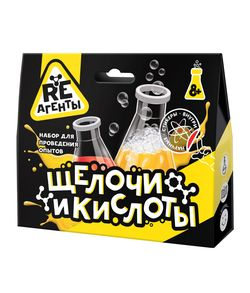 RE
АГЕНТЫ
8+
НАБОР ДЛЯ
ПРОВЕДЕНИЯ
ОПЫТОВ
ЩЕЛОЧИ
И КИСЛОТЫ